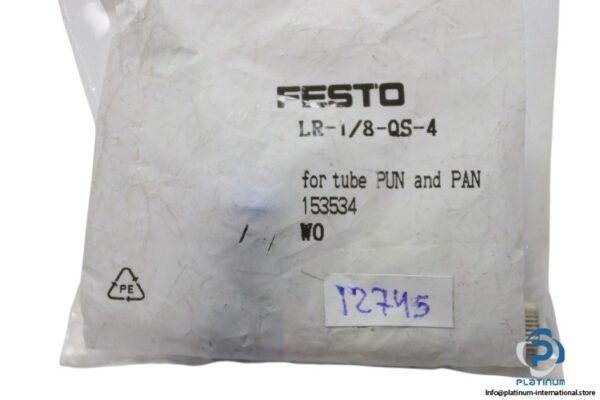 FESTO
LR-1/8-QS-4
for tube PUN and PAN
153534
W0
PE
12745
PLATINUM
Info@platinum-international.store